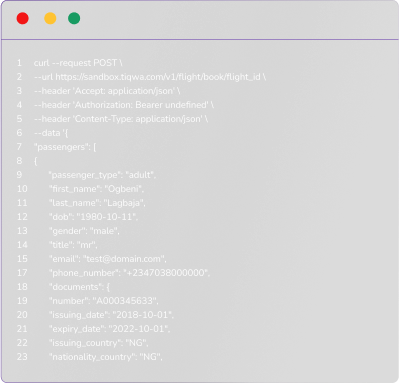 1 curl --request POST \
2 --url https://sandbox.tiqwa.com/v1/flight/book/flight_id \
3 --header 'Accept: application/json' \
4 --header 'Authorization: Bearer undefined' \
5 --header 'Content-Type: application/json' \
6 --data '{
7 "passengers": [
8 {
9 "passenger_type": "adult",
10 "first_name": "Ogbeni",
11 "last_name": "Lagbaja",
12 "dob": "1980-10-11",
13 "gender": "male",
14 "title": "mr",
15 "email": "test@domain.com",
17 "phone_number": "+2347038000000",
18 "documents": {
19 "number": "A000345633",
20 "issuing_date": "2018-10-01",
21 "expiry_date": "2022-10-01",
22 "issuing_country": "NG",
23 "nationality_country": "NG",